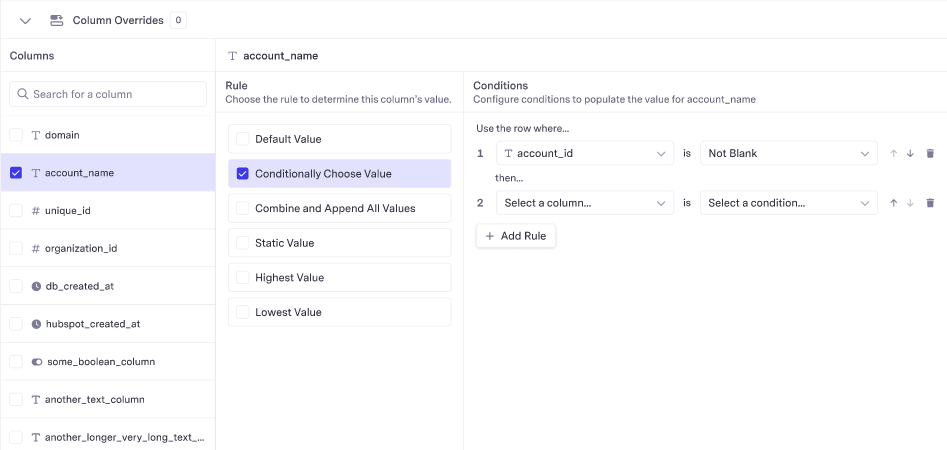 Column Overrides 0
Columns
Search for a column
domain
account_name
# unique_id
# organization_id
db_created_at
hubspot_created_at
some_boolean_column
another_text_column
another_longer_very_long_text_...
account_name
Rule
Choose the rule to determine this column's value.
Default Value
Conditionally Choose Value
Combine and Append All Values
Static Value
Highest Value
Lowest Value
Conditions
Configure conditions to populate the value for account_name
Use the row where...
1 account_id is Not Blank
then...
2 Select a column... is Select a condition...
+ Add Rule